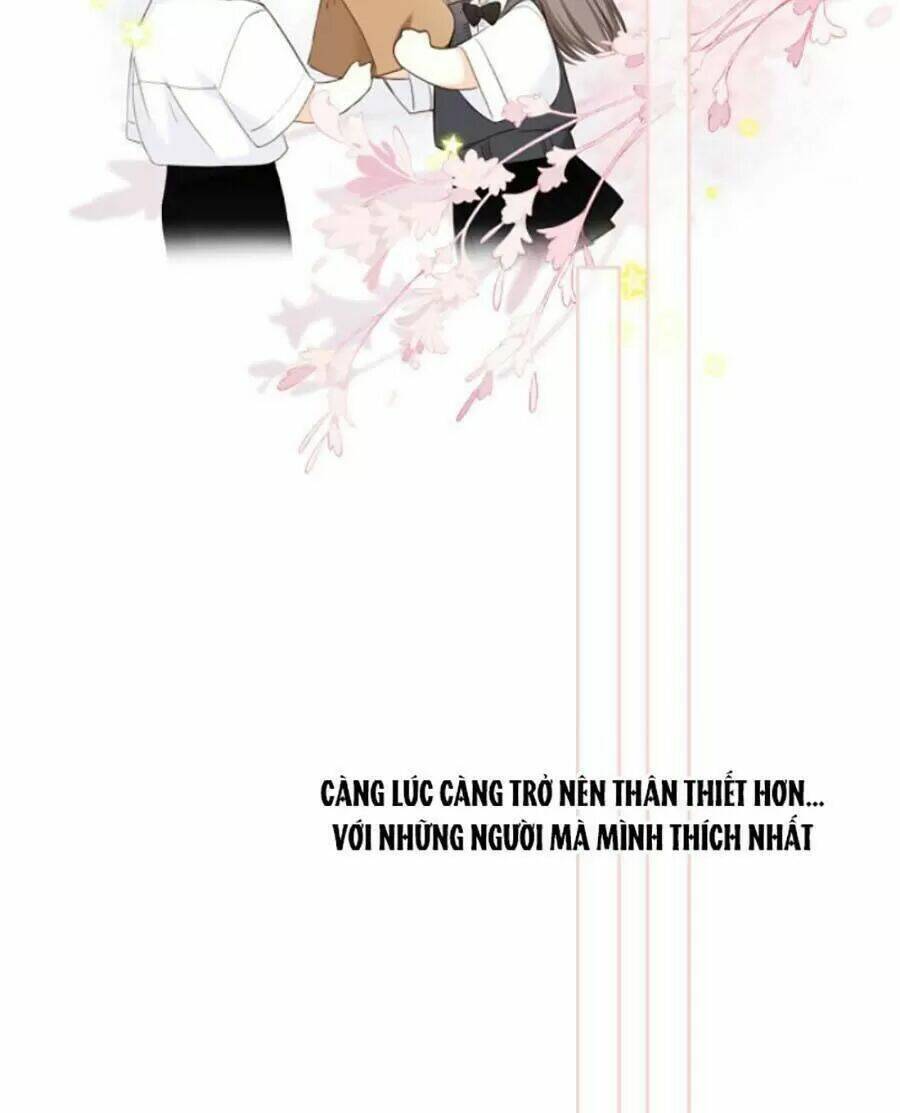 CÀNG LÚC CÀNG TRỞ NÊN THÂN THIẾT HƠN...
VỚI NHỮNG NGƯỜI MÀ MÌNH THÍCH NHẤT